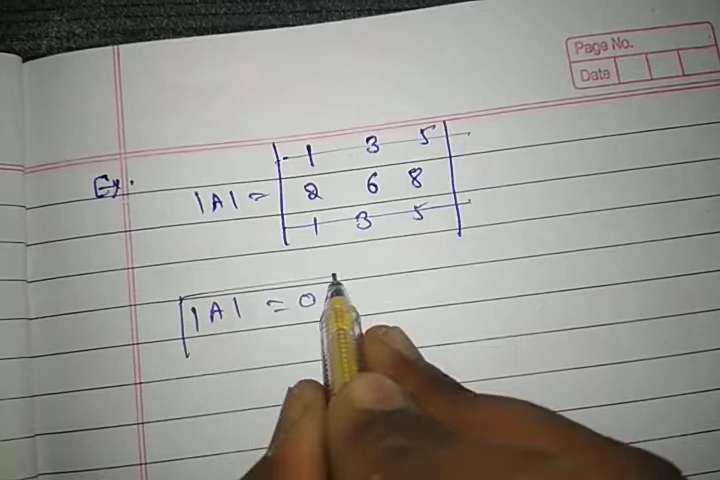 Page No.
Date
Ex.
|A| = | 1 3 5 |
| 2 6 8 |
| 1 3 5 |
|A| = 0